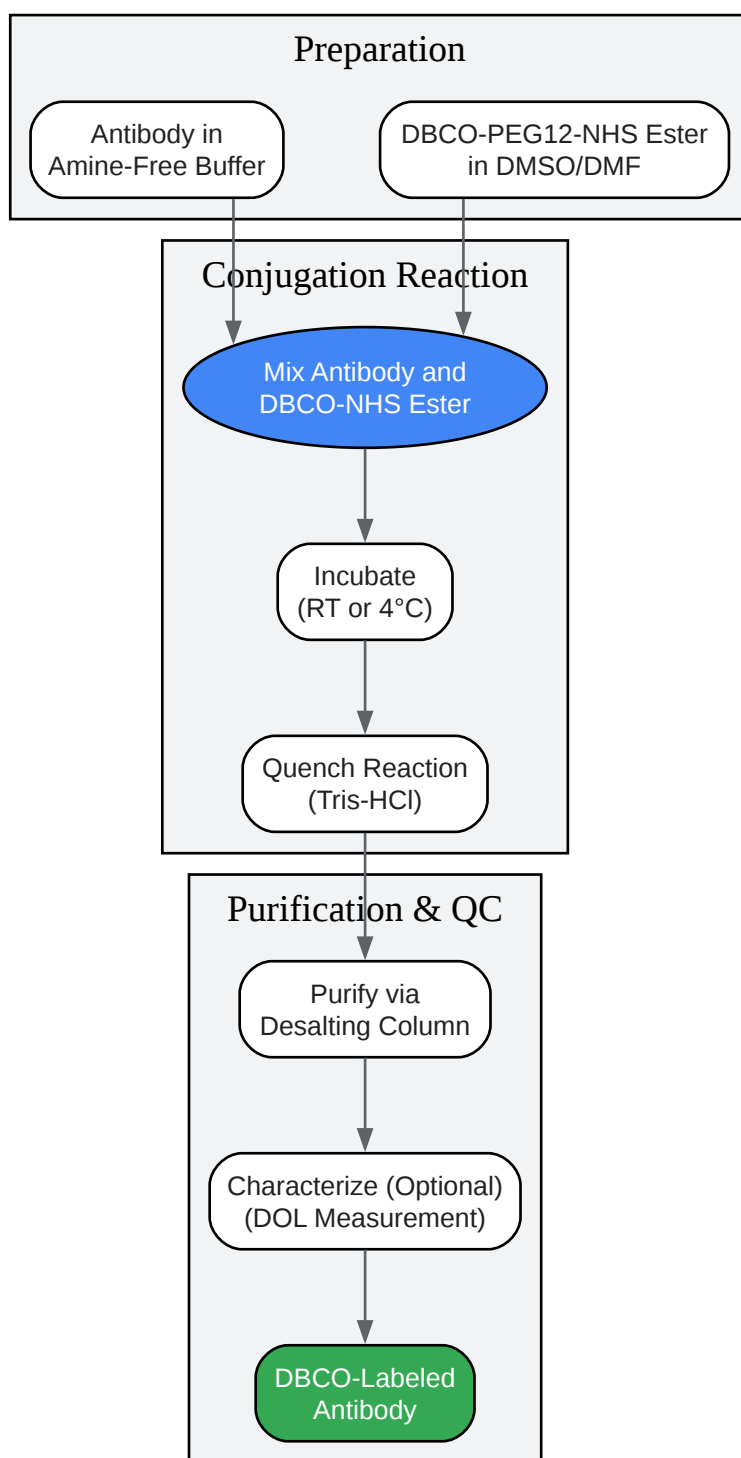 Preparation
Antibody in
Amine-Free Buffer
DBCO-PEG12-NHS Ester
in DMSO/DMF
Conjugation Reaction
Mix Antibody and
DBCO-NHS Ester
Incubate
(RT or 4°C)
Quench Reaction
(Tris-HCl)
Purification & QC
Purify via
Desalting Column
Characterize (Optional)
(DOL Measurement)
DBCO-Labeled
Antibody